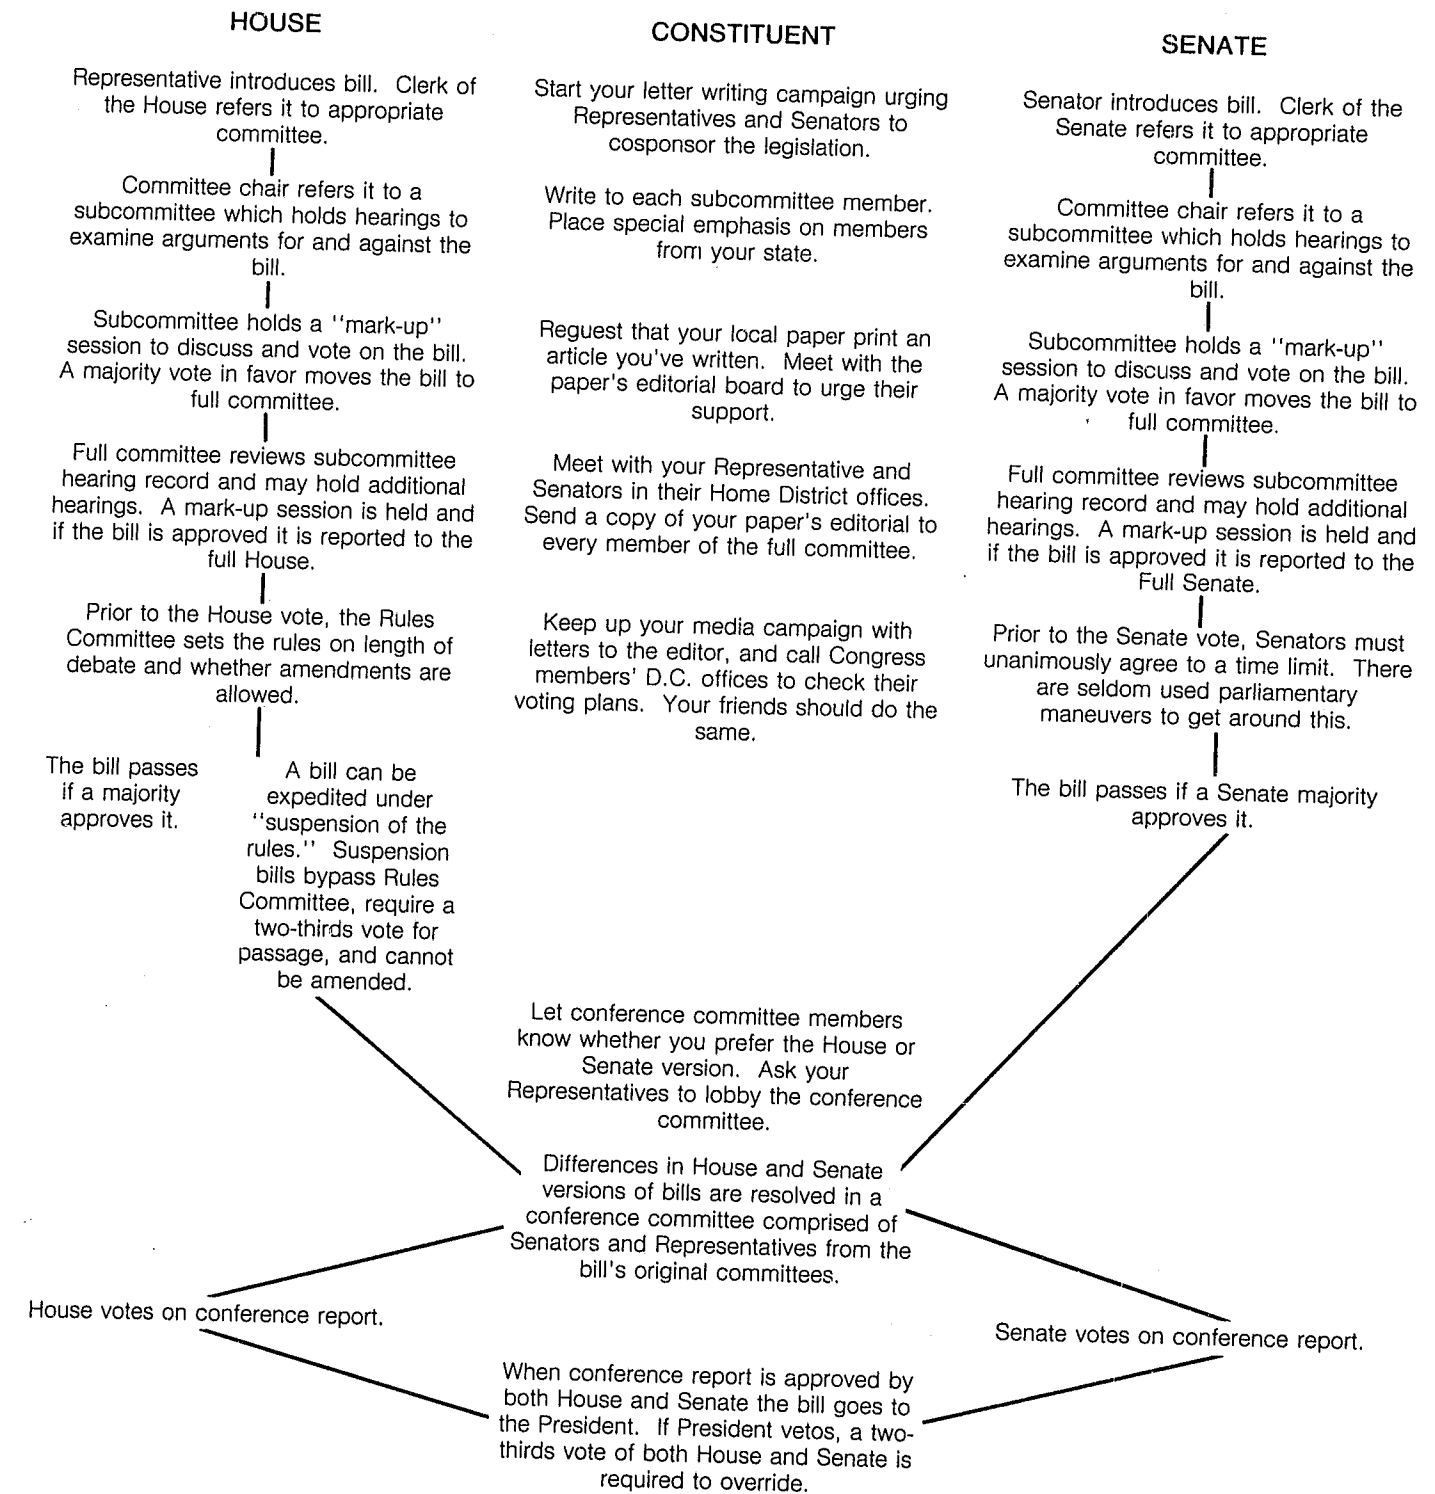 HOUSE
Representative introduces bill. Clerk of
the House refers it to appropriate
committee.
Committee chair refers it to a
subcommittee which holds hearings to
examine arguments for and against the
bill.
Subcommittee holds a "mark-up"
session to discuss and vote on the bill.
A majority vote in favor moves the bill to
full committee.
Full committee reviews subcommittee
hearing record and may hold additional
hearings. A mark-up session is held and
if the bill is approved it is reported to the
full House.
Prior to the House vote, the Rules
Committee sets the rules on length of
debate and whether amendments are
allowed.
The bill passes
if a majority
approves it.
A bill can be
expedited under
"suspension of the
rules." Suspension
bills bypass Rules
Committee, require a
two-thirds vote for
passage, and cannot
be amended.
CONSTITUENT
Start your letter writing campaign urging
Representatives and Senators to
cosponsor the legislation.
Write to each subcommittee member.
Place special emphasis on members
from your state.
Reguest that your local paper print an
article you've written. Meet with the
paper's editorial board to urge their
support.
Meet with your Representative and
Senators in their Home District offices.
Send a copy of your paper's editorial to
every member of the full committee.
Keep up your media campaign with
letters to the editor, and call Congress
members' D.C. offices to check their
voting plans. Your friends should do the
same.
SENATE
Senator introduces bill. Clerk of the
Senate refers it to appropriate
committee.
Committee chair refers it to a
subcommittee which holds hearings to
examine arguments for and against the
bill.
Subcommittee holds a "mark-up"
session to discuss and vote on the bill.
A majority vote in favor moves the bill to
full committee.
Full committee reviews subcommittee
hearing record and may hold additional
hearings. A mark-up session is held and
if the bill is approved it is reported to the
Full Senate.
Prior to the Senate vote, Senators must
unanimously agree to a time limit. There
are seldom used parliamentary
maneuvers to get around this.
The bill passes if a Senate majority
approves it.
Let conference committee members
know whether you prefer the House or
Senate version. Ask your
Representatives to lobby the conference
committee.
Differences in House and Senate
versions of bills are resolved in a
conference committee comprised of
Senators and Representatives from the
bill's original committees.
House votes on conference report.
Senate votes on conference report.
When conference report is approved by
both House and Senate the bill goes to
the President. If President vetos, a two-
thirds vote of both House and Senate is
required to override.